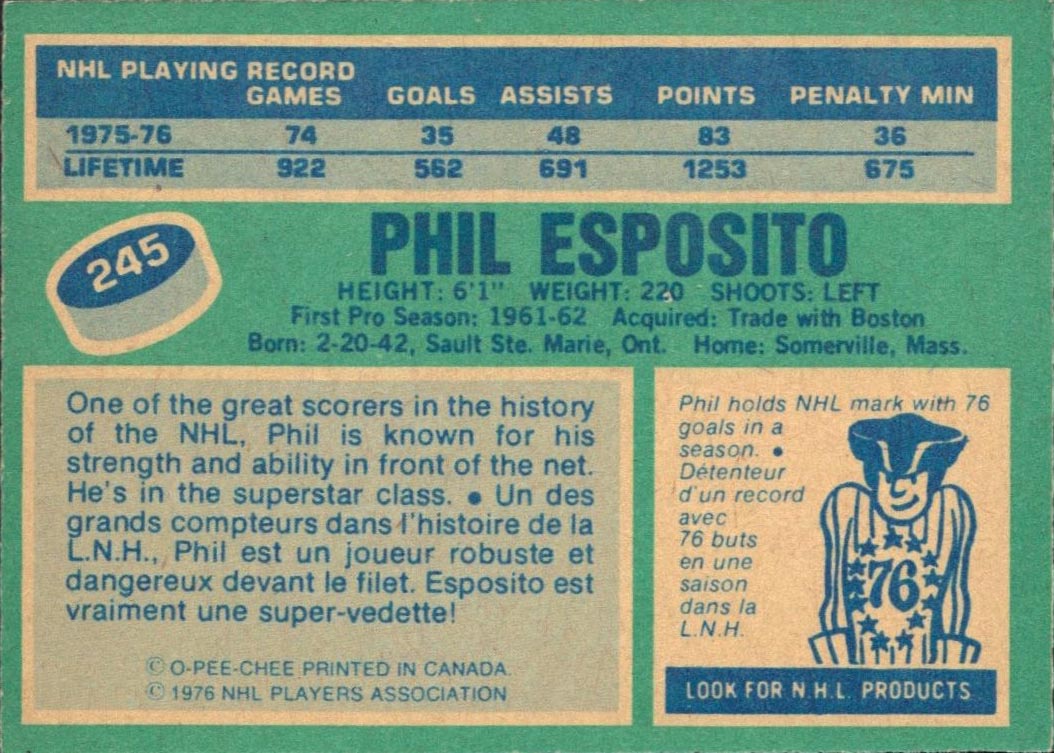 NHL PLAYING RECORD
GAMES GOALS ASSISTS POINTS PENALTY MIN
1975-76 74 35 48 83 36
LIFETIME 922 562 691 1253 675
245
PHIL ESPOSITO
HEIGHT: 6'1" WEIGHT: 220 SHOOTS: LEFT
First Pro Season: 1961-62 Acquired: Trade with Boston
Born: 2-20-42, Sault Ste. Marie, Ont. Home: Somerville, Mass.
One of the great scorers in the history
of the NHL, Phil is known for his
strength and ability in front of the net.
He's in the superstar class. ● Un des
grands compteurs dans l'histoire de la
L.N.H., Phil est un joueur robuste et
dangereux devant le filet. Esposito est
vraiment une super-vedette!
© O-PEE-CHEE PRINTED IN CANADA.
© 1976 NHL PLAYERS ASSOCIATION
Phil holds NHL mark with 76
goals in a
season. ●
Détenteur
d'un record
avec
76 buts
en une
saison
dans la
L.N.H.
76
LOOK FOR N.H.L. PRODUCTS